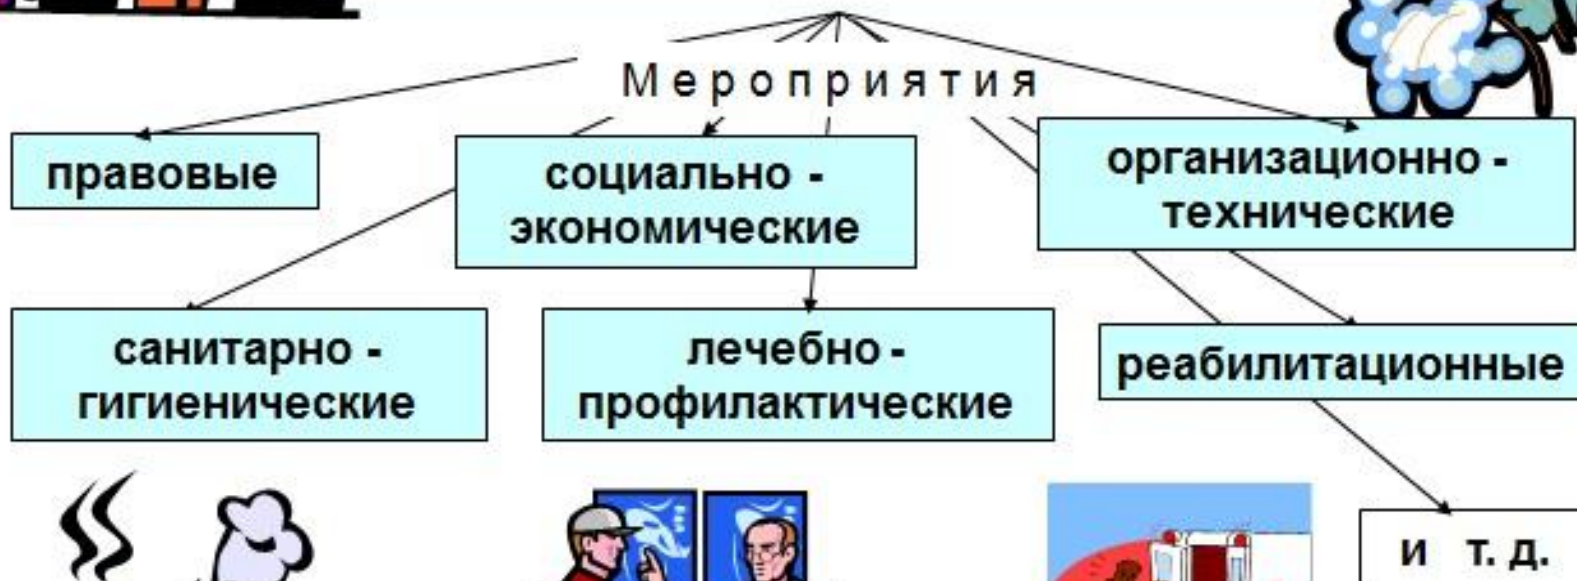 Мероприятия
правовые
социально -
экономические
организационно -
технические
санитарно -
гигиенические
лечебно -
профилактические
реабилитационные
и т. д.